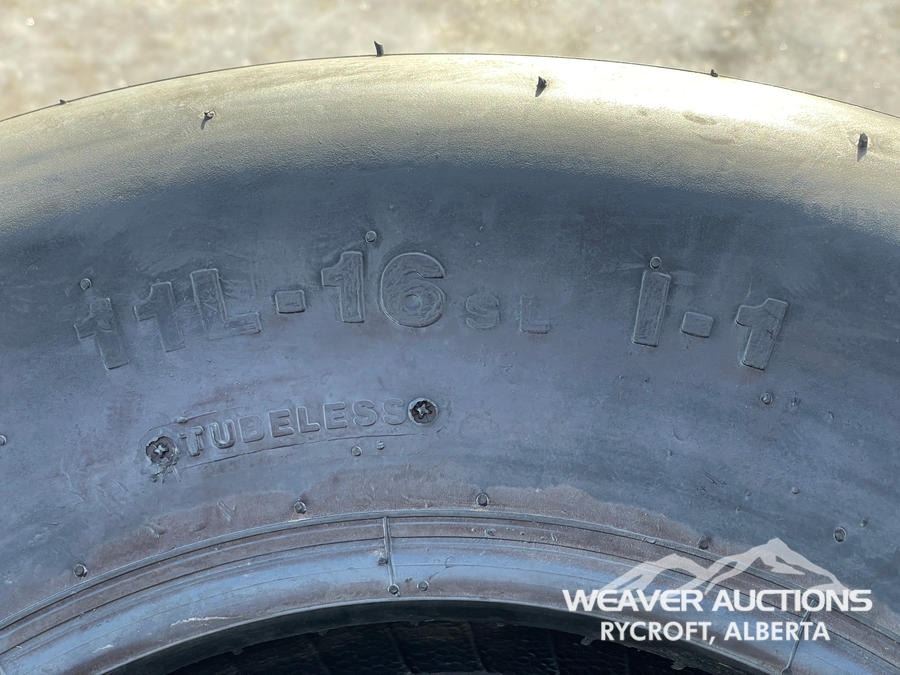 11L-16 SL I-1
TUBELESS
WEAVER AUCTIONS
RYCROFT, ALBERTA